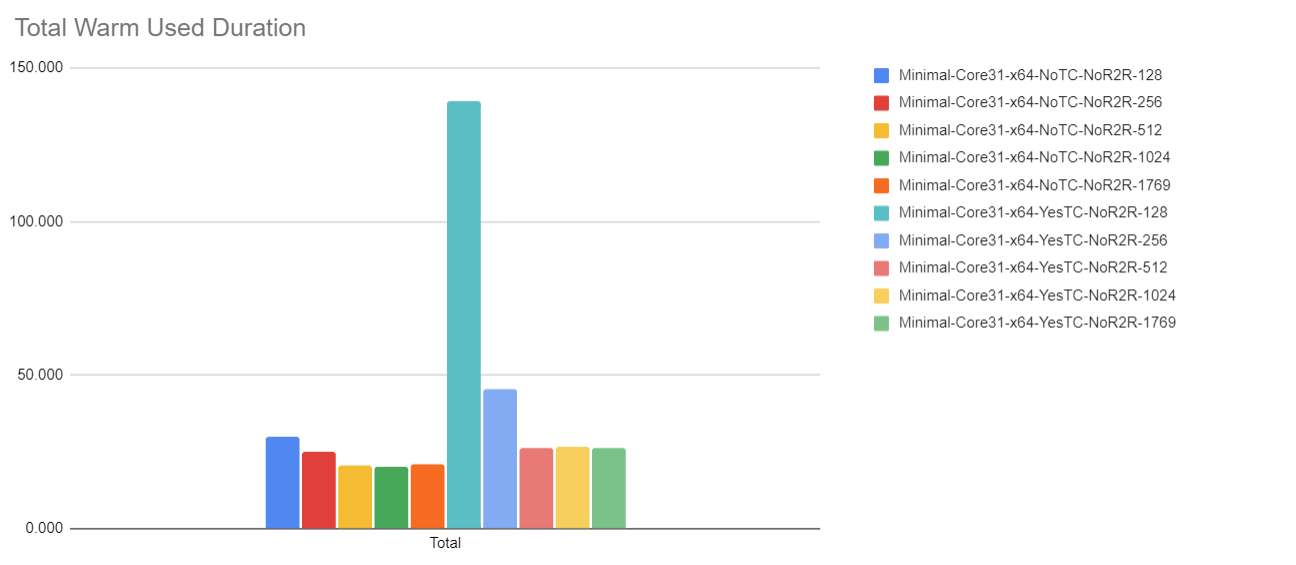 Total Warm Used Duration
150.000
100.000
50.000
0.000
Total
Minimal-Core31-x64-NoTC-NoR2R-128
Minimal-Core31-x64-NoTC-NoR2R-256
Minimal-Core31-x64-NoTC-NoR2R-512
Minimal-Core31-x64-NoTC-NoR2R-1024
Minimal-Core31-x64-NoTC-NoR2R-1769
Minimal-Core31-x64-YesTC-NoR2R-128
Minimal-Core31-x64-YesTC-NoR2R-256
Minimal-Core31-x64-YesTC-NoR2R-512
Minimal-Core31-x64-YesTC-NoR2R-1024
Minimal-Core31-x64-YesTC-NoR2R-1769